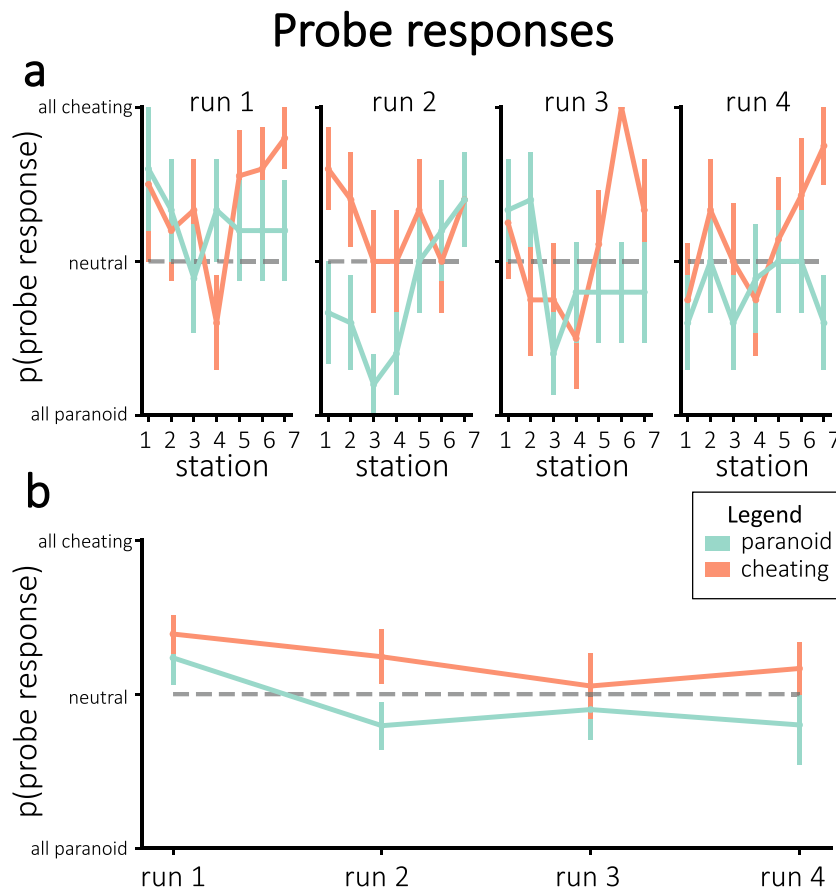 Probe responses
a
run 1 run 2 run 3 run 4
all cheating
neutral
all paranoid
p(probe response)
1 2 3 4 5 6 7 1 2 3 4 5 6 7 1 2 3 4 5 6 7 1 2 3 4 5 6 7
station station station station
b
Legend
paranoid
cheating
all cheating
neutral
all paranoid
p(probe response)
run 1 run 2 run 3 run 4